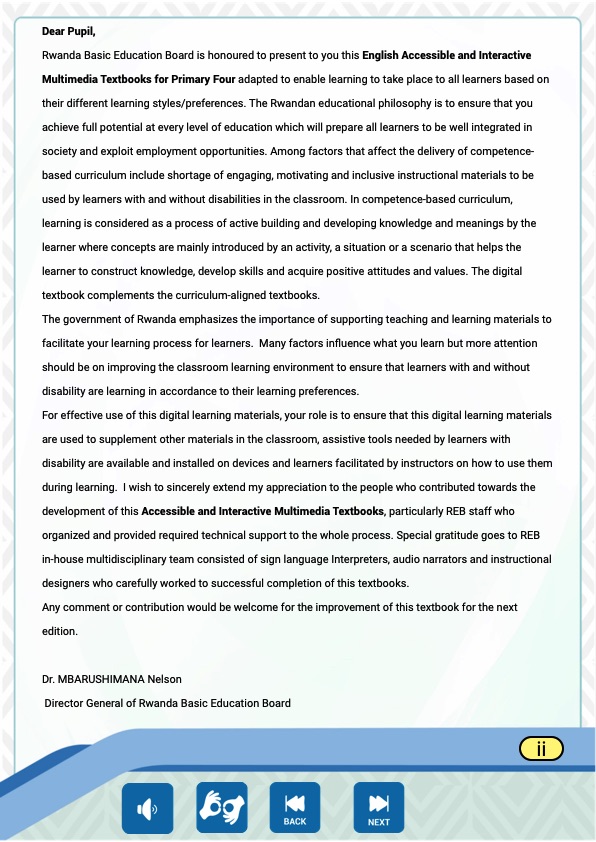 Dear Pupil,
Rwanda Basic Education Board is honoured to present to you this English Accessible and Interactive
Multimedia Textbooks for Primary Four adapted to enable learning to take place to all learners based on
their different learning styles/preferences. The Rwandan educational philosophy is to ensure that you
achieve full potential at every level of education which will prepare all learners to be well integrated in
society and exploit employment opportunities. Among factors that affect the delivery of competence-
based curriculum include shortage of engaging, motivating and inclusive instructional materials to be
used by learners with and without disabilities in the classroom. In competence-based curriculum,
learning is considered as a process of active building and developing knowledge and meanings by the
learner where concepts are mainly introduced by an activity, a situation or a scenario that helps the
learner to construct knowledge, develop skills and acquire positive attitudes and values. The digital
textbook complements the curriculum-aligned textbooks.
The government of Rwanda emphasizes the importance of supporting teaching and learning materials to
facilitate your learning process for learners.  Many factors influence what you learn but more attention
should be on improving the classroom learning environment to ensure that learners with and without
disability are learning in accordance to their learning preferences.
For effective use of this digital learning materials, your role is to ensure that this digital learning materials
are used to supplement other materials in the classroom, assistive tools needed by learners with
disability are available and installed on devices and learners facilitated by instructors on how to use them
during learning.  I wish to sincerely extend my appreciation to the people who contributed towards the
development of this Accessible and Interactive Multimedia Textbooks, particularly REB staff who
organized and provided required technical support to the whole process. Special gratitude goes to REB
in-house multidisciplinary team consisted of sign language Interpreters, audio narrators and instructional
designers who carefully worked to successful completion of this textbooks.
Any comment or contribution would be welcome for the improvement of this textbook for the next
edition.
Dr. MBARUSHIMANA Nelson
Director General of Rwanda Basic Education Board
ii
BACK
NEXT